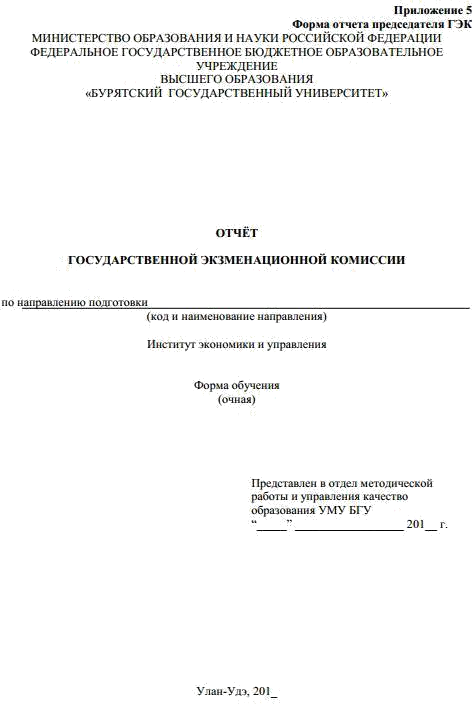 Приложение 5
Форма отчета председателя ГЭК
МИНИСТЕРСТВО ОБРАЗОВАНИЯ И НАУКИ РОССИЙСКОЙ ФЕДЕРАЦИИ
ФЕДЕРАЛЬНОЕ ГОСУДАРСТВЕННОЕ БЮДЖЕТНОЕ ОБРАЗОВАТЕЛЬНОЕ
УЧРЕЖДЕНИЕ
ВЫСШЕГО ОБРАЗОВАНИЯ
«БУРЯТСКИЙ ГОСУДАРСТВЕННЫЙ УНИВЕРСИТЕТ»
ОТЧЁТ
ГОСУДАРСТВЕННОЙ ЭКЗМЕНАЦИОННОЙ КОМИССИИ
по направлению подготовки
(код и наименование направления)
Институт экономики и управления
Форма обучения
(очная)
Представлен в отдел методической
работы и управления качество
образования УМУ БГУ
“_____” __________________ 201__ г.
Улан-Удэ, 201_